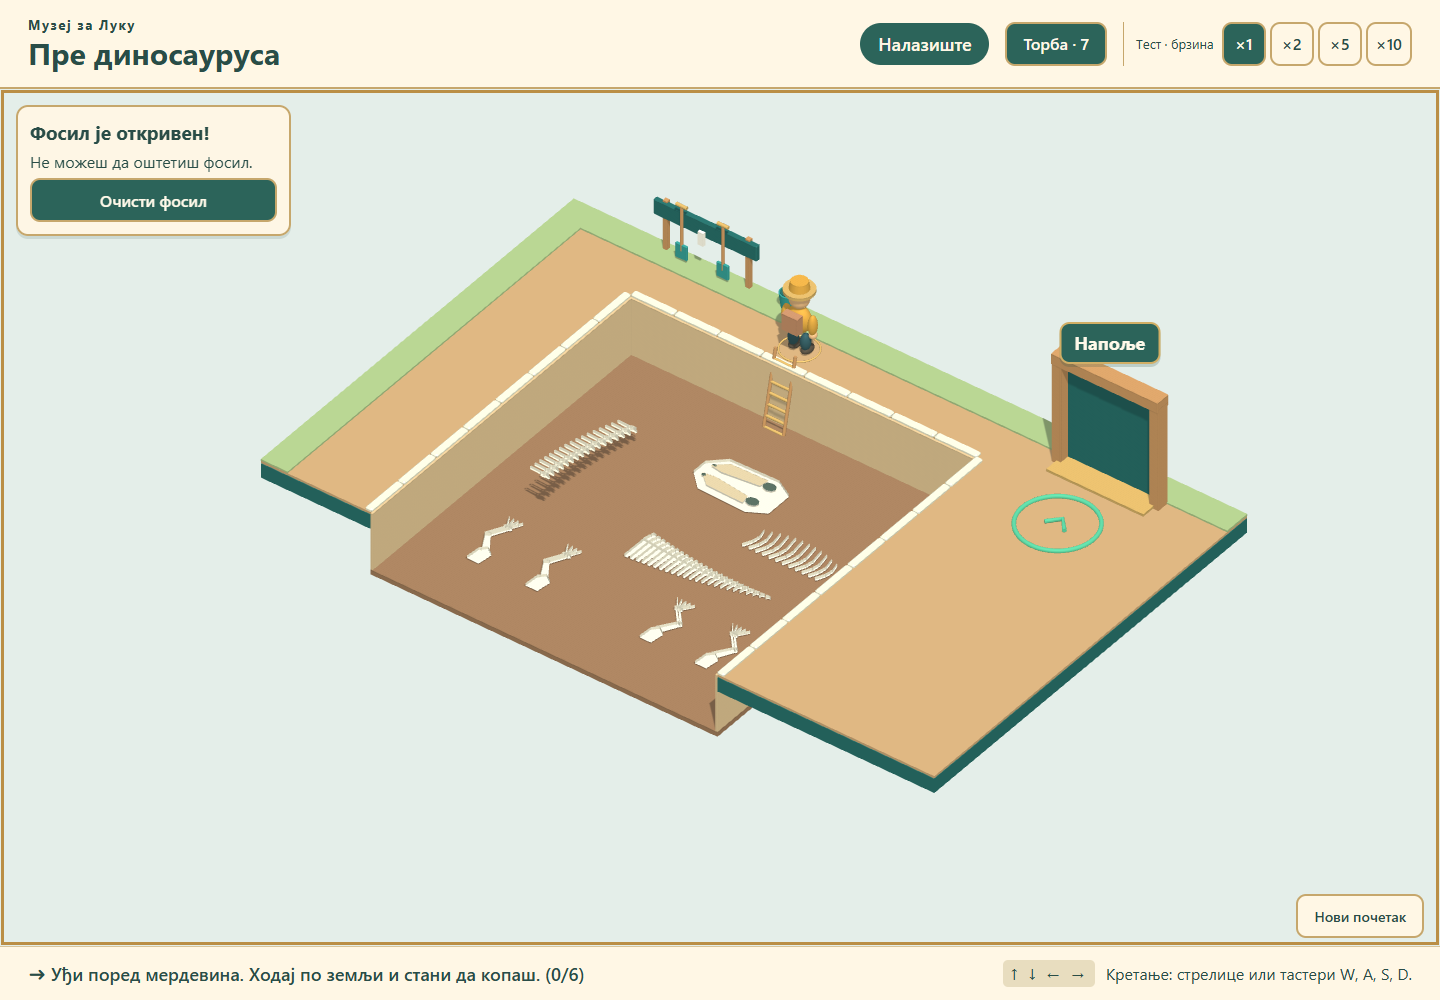 Музеј за Луку
Пре диносауруса
Налазиште
Торба · 7
Тест · брзина
×1
×2
×5
×10
Фосил је откривен!
Не можеш да оштетиш фосил.
Очисти фосил
Напоље
Нови почетак
→ Уђи поред мердевина. Ходај по земљи и стани да копаш. (0/6)
↑ ↓ ← → Кретање: стрелице или тастери W, A, S, D.